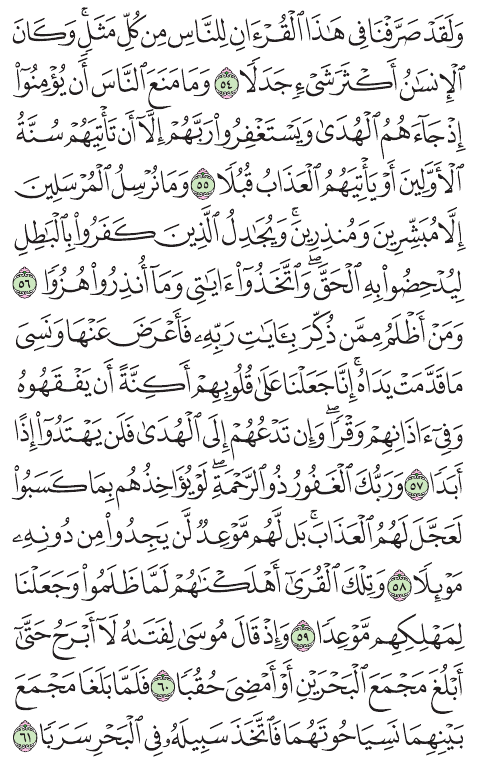 وَلَقَدۡ صَرَّفۡنَا فِي هَٰذَا ٱلۡقُرۡءَانِ لِلنَّاسِ مِن كُلِّ مَثَلٖۚ وَكَانَ
ٱلۡإِنسَٰنُ أَكۡثَرَ شَيۡءٖ جَدَلٗا ٥٤ وَمَا مَنَعَ ٱلنَّاسَ أَن يُؤۡمِنُوٓاْ
إِذۡ جَآءَهُمُ ٱلۡهُدَىٰ وَيَسۡتَغۡفِرُواْ رَبَّهُمۡ إِلَّآ أَن تَأۡتِيَهُمۡ سُنَّةُ
ٱلۡأَوَّلِينَ أَوۡ يَأۡتِيَهُمُ ٱلۡعَذَابُ قُبُلٗا ٥٥ وَمَا نُرۡسِلُ ٱلۡمُرۡسَلِينَ
إِلَّا مُبَشِّرِينَ وَمُنذِرِينَۚ وَيُجَٰدِلُ ٱلَّذِينَ كَفَرُواْ بِٱلۡبَٰطِلِ
لِيُدۡحِضُواْ بِهِ ٱلۡحَقَّۖ وَٱتَّخَذُوٓاْ ءَايَٰتِي وَمَآ أُنذِرُواْ هُزُوٗا ٥٦
وَمَنۡ أَظۡلَمُ مِمَّن ذُكِّرَ بِـَٔايَٰتِ رَبِّهِۦ فَأَعۡرَضَ عَنۡهَا وَنَسِيَ
مَا قَدَّمَتۡ يَدَاهُۚ إِنَّا جَعَلۡنَا عَلَىٰ قُلُوبِهِمۡ أَكِنَّةً أَن يَفۡقَهُوهُ
وَفِيٓ ءَاذَانِهِمۡ وَقۡرٗاۖ وَإِن تَدۡعُهُمۡ إِلَى ٱلۡهُدَىٰ فَلَن يَهۡتَدُوٓاْ إِذًا
أَبَدٗا ٥٧ وَرَبُّكَ ٱلۡغَفُورُ ذُو ٱلرَّحۡمَةِۖ لَوۡ يُؤَاخِذُهُم بِمَا كَسَبُواْ
لَعَجَّلَ لَهُمُ ٱلۡعَذَابَۚ بَل لَّهُم مَّوۡعِدٞ لَّن يَجِدُواْ مِن دُونِهِۦ
مَوۡئِلٗا ٥٨ وَتِلۡكَ ٱلۡقُرَىٰٓ أَهۡلَكۡنَٰهُمۡ لَمَّا ظَلَمُواْ وَجَعَلۡنَا
لِمَهۡلِكِهِم مَّوۡعِدٗا ٥٩ وَإِذۡ قَالَ مُوسَىٰ لِفَتَىٰهُ لَآ أَبۡرَحُ حَتَّىٰٓ
أَبۡلُغَ مَجۡمَعَ ٱلۡبَحۡرَيۡنِ أَوۡ أَمۡضِيَ حُقُبٗا ٦٠ فَلَمَّا بَلَغَا مَجۡمَعَ
بَيۡنِهِمَا نَسِيَا حُوتَهُمَا فَٱتَّخَذَ سَبِيلَهُۥ فِي ٱلۡبَحۡرِ سَرَبٗا ٦١